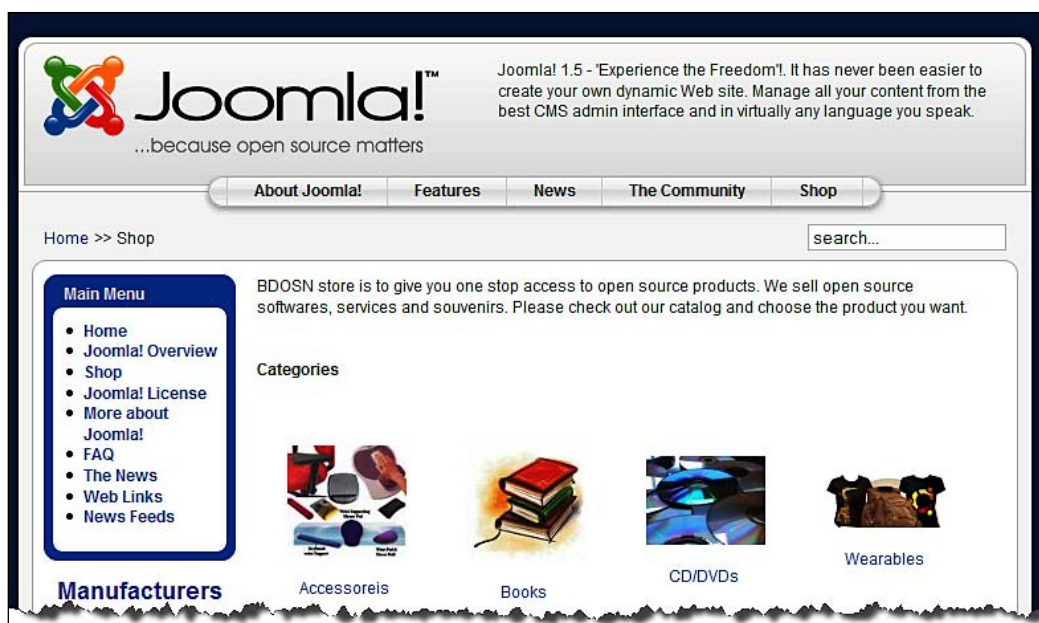 Joomla!™
...because open source matters
Joomla! 1.5 - 'Experience the Freedom'!. It has never been easier to
create your own dynamic Web site. Manage all your content from the
best CMS admin interface and in virtually any language you speak.
About Joomla! Features News The Community Shop
Home >> Shop
search...
Main Menu
Home
Joomla! Overview
Shop
Joomla! License
More about
Joomla!
FAQ
The News
Web Links
News Feeds
Manufacturers
BDOSN store is to give you one stop access to open source products. We sell open source
softwares, services and souvenirs. Please check out our catalog and choose the product you want.
Categories
Accessoreis
Books
CD/DVDs
Wearables